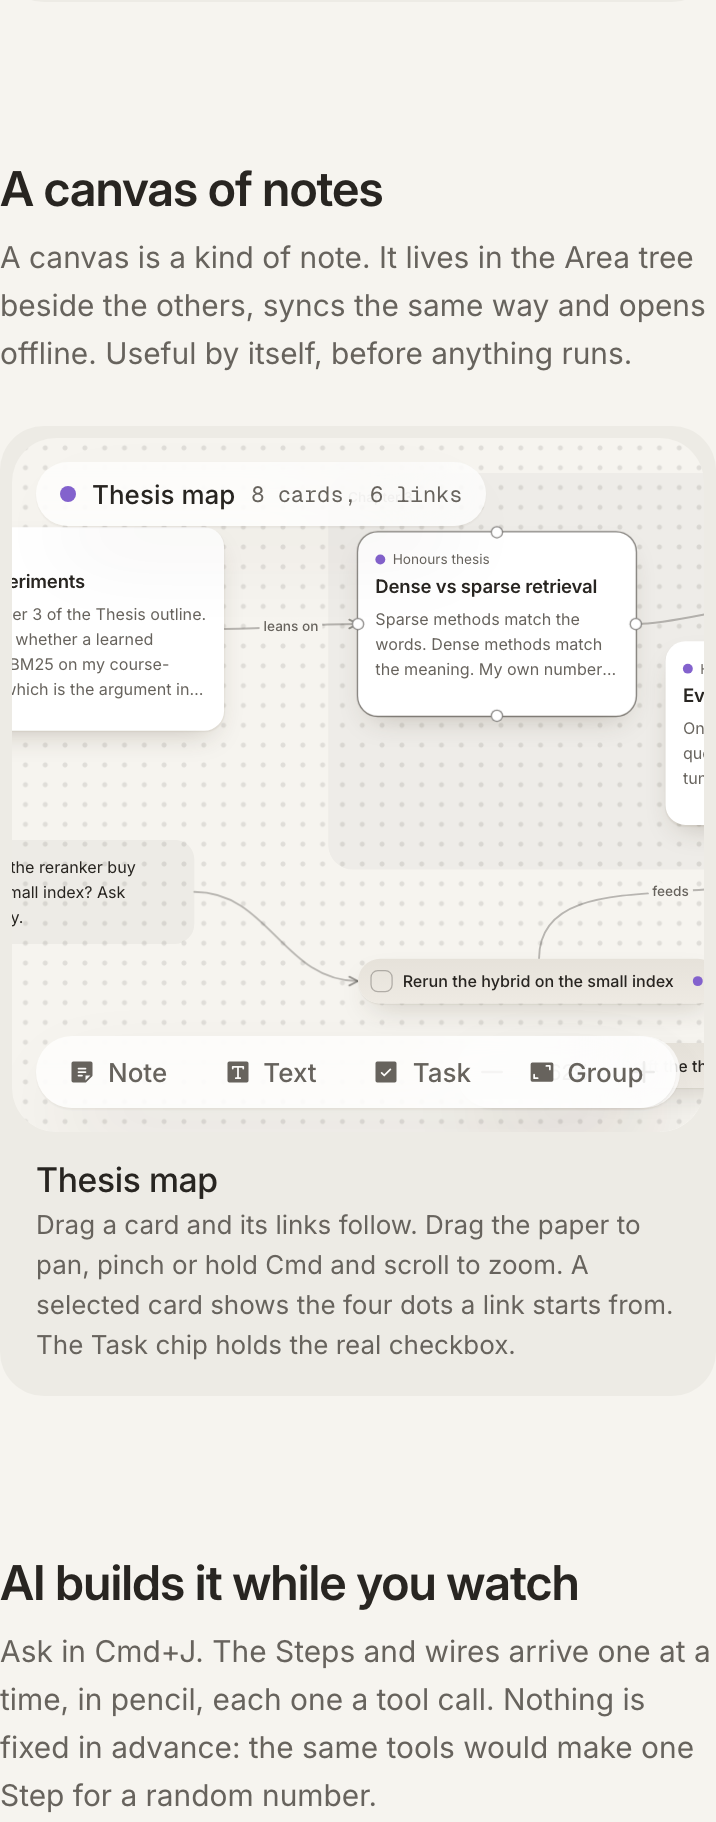 A canvas of notes
A canvas is a kind of note. It lives in the Area tree
beside the others, syncs the same way and opens
offline. Useful by itself, before anything runs.
Thesis map 8 cards, 6 links
eriments
er 3 of the Thesis outline.
whether a learned
BM25 on my course-
which is the argument in…
leans on
Honours thesis
Dense vs sparse retrieval
Sparse methods match the
words. Dense methods match
the meaning. My own number…
Ev
On
que
tur
the reranker buy
mall index? Ask
y.
feeds
Rerun the hybrid on the small index
Note
Text
Task
Group
e th
Thesis map
Drag a card and its links follow. Drag the paper to
pan, pinch or hold Cmd and scroll to zoom. A
selected card shows the four dots a link starts from.
The Task chip holds the real checkbox.
AI builds it while you watch
Ask in Cmd+J. The Steps and wires arrive one at a
time, in pencil, each one a tool call. Nothing is
fixed in advance: the same tools would make one
Step for a random number.